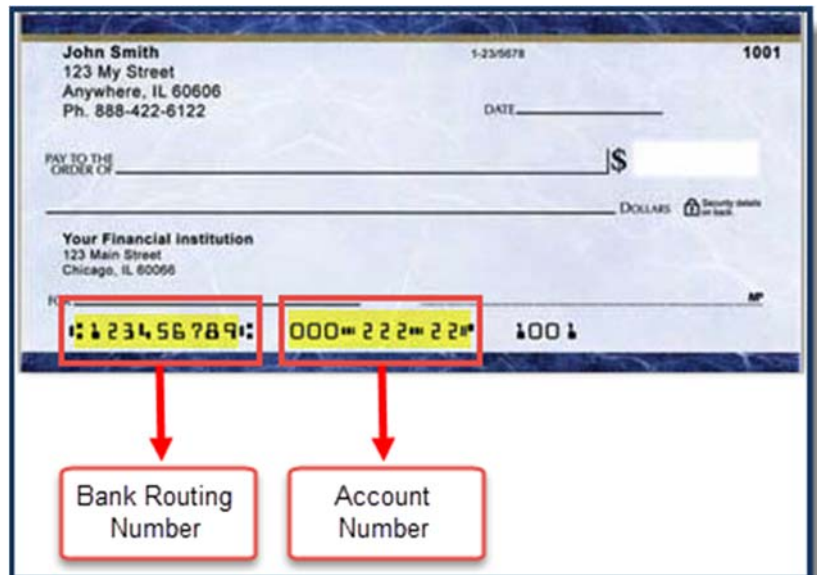 John Smith
123 My Street
Anywhere, IL 60606
Ph. 888-422-6122
1-23/5678
1001
DATE
PAY TO THE
ORDER OF
$
DOLLARS
Security details
on back
Your Financial Institution
123 Main Street
Chicago, IL 60066
FOR
MP
⑆123456789⑆ 000⑉222⑉22⑈ 1001
Bank Routing
Number
Account
Number